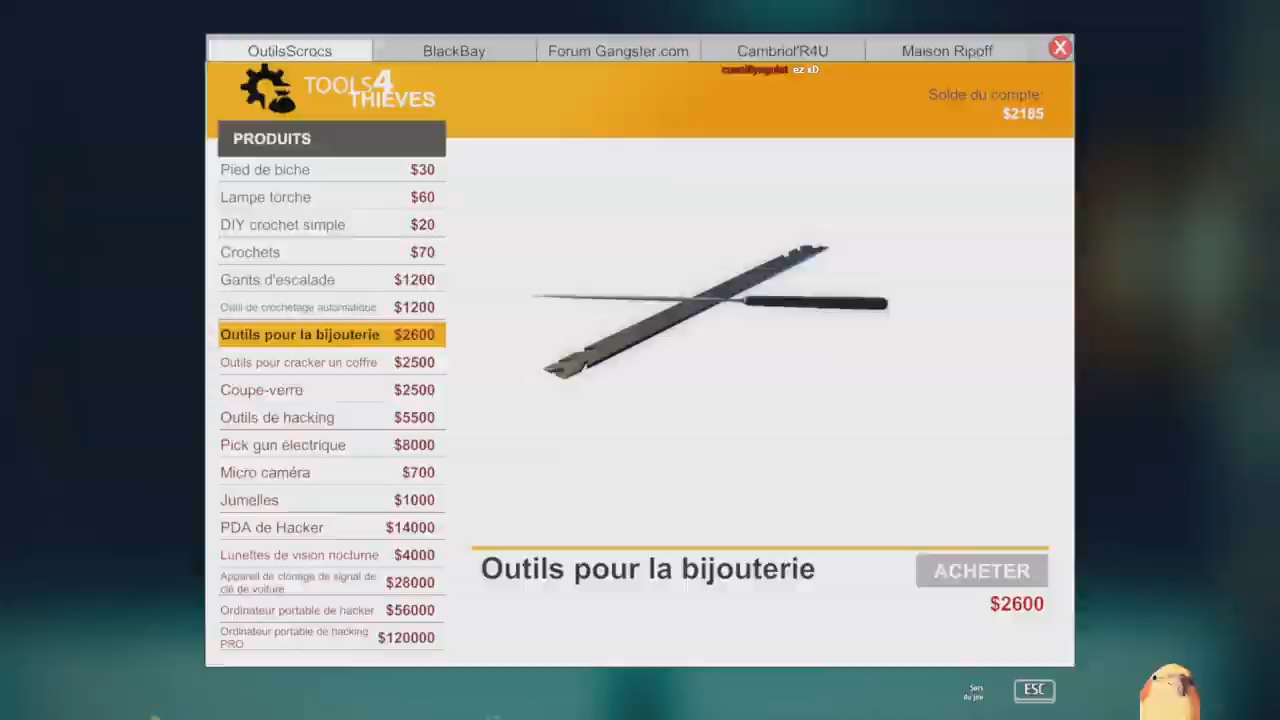 OutilsScrocs
BlackBay
Forum Gangster.com
Cambriol'R4U
Maison Ripoff
TOOLS4
THIEVES
ez xD
Solde du compte:
$2185
PRODUITS
Pied de biche $30
Lampe torche $60
DIY crochet simple $20
Crochets $70
Gants d'escalade $1200
Outil de crochetage automatique $1200
Outils pour la bijouterie $2600
Outils pour cracker un coffre $2500
Coupe-verre $2500
Outils de hacking $5500
Pick gun électrique $8000
Micro caméra $700
Jumelles $1000
PDA de Hacker $14000
Lunettes de vision nocturne $4000
Appareil de clonage de signal de
clé de voiture $28000
Ordinateur portable de hacker $56000
Ordinateur portable de hacking
PRO $120000
Outils pour la bijouterie
ACHETER
$2600
Sors
du jeu
ESC